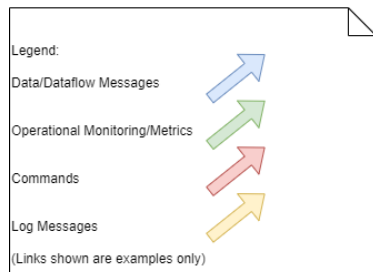 Legend:
Data/Dataflow Messages
Operational Monitoring/Metrics
Commands
Log Messages
(Links shown are examples only)